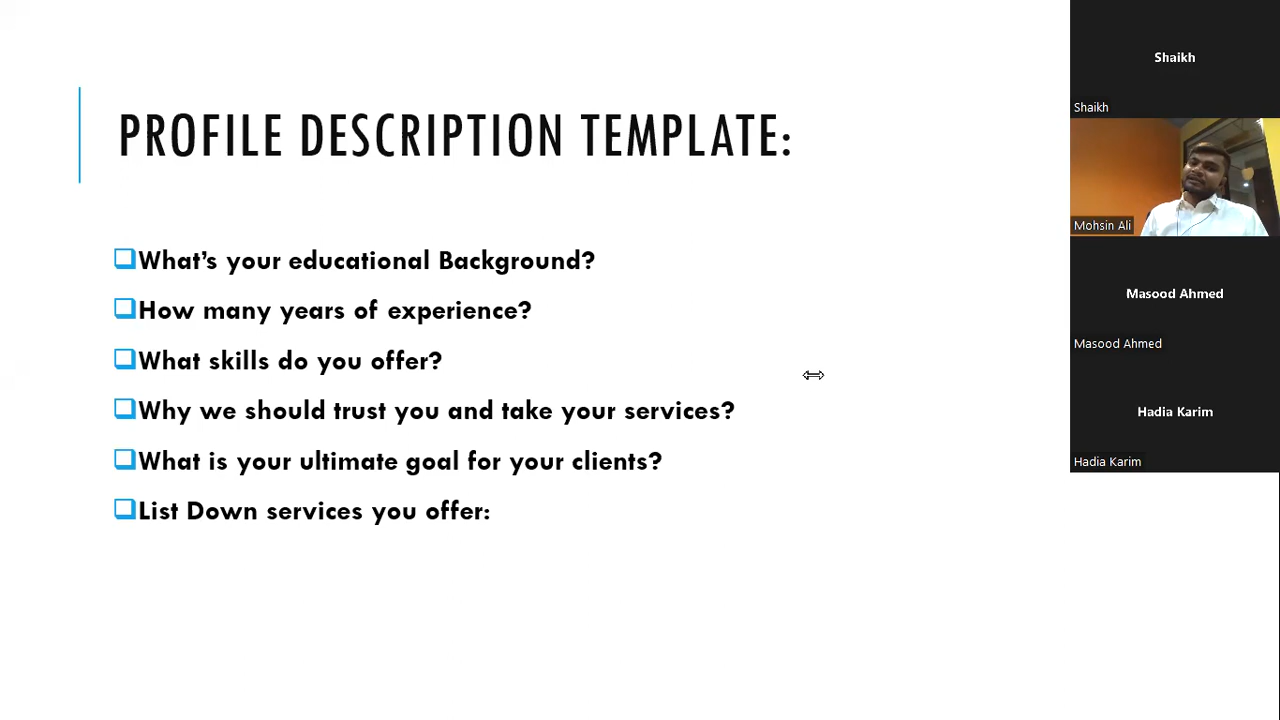 PROFILE DESCRIPTION TEMPLATE:
What's your educational Background?
How many years of experience?
What skills do you offer?
Why we should trust you and take your services?
What is your ultimate goal for your clients?
List Down services you offer:
Shaikh
Shaikh
Mohsin Ali
Masood Ahmed
Masood Ahmed
Hadia Karim
Hadia Karim